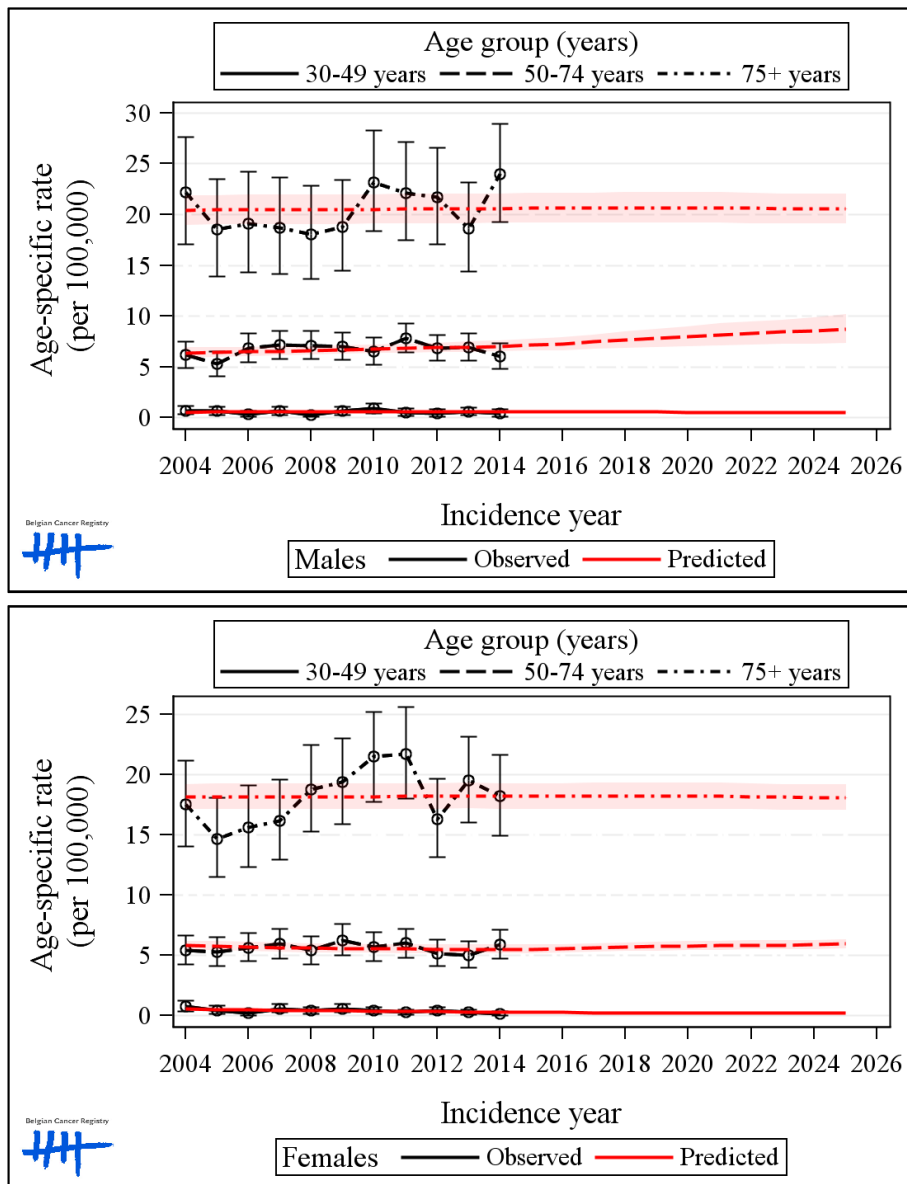 Age group (years)
30-49 years 50-74 years 75+ years
Age-specific rate
(per 100,000)
30
25
20
15
10
5
0
2004 2006 2008 2010 2012 2014 2016 2018 2020 2022 2024 2026
Incidence year
Belgian Cancer Registry
Males Observed Predicted
Age group (years)
30-49 years 50-74 years 75+ years
Age-specific rate
(per 100,000)
25
20
15
10
5
0
2004 2006 2008 2010 2012 2014 2016 2018 2020 2022 2024 2026
Incidence year
Belgian Cancer Registry
Females Observed Predicted